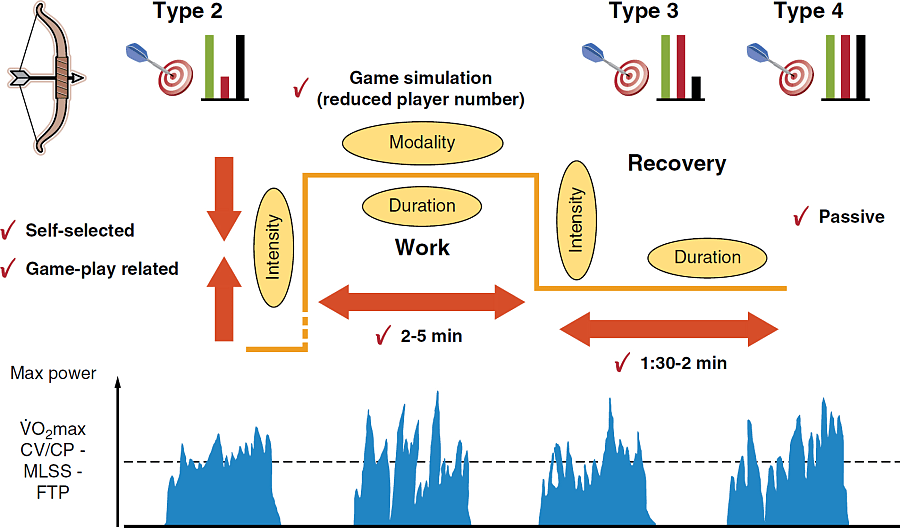 Type 2
Type 3
Type 4
Game simulation
(reduced player number)
Modality
Recovery
Duration
Intensity
Intensity
Self-selected
Passive
Work
Duration
Game-play related
2-5 min
1:30-2 min
Max power
V̇O2max
CV/CP -
MLSS -
FTP